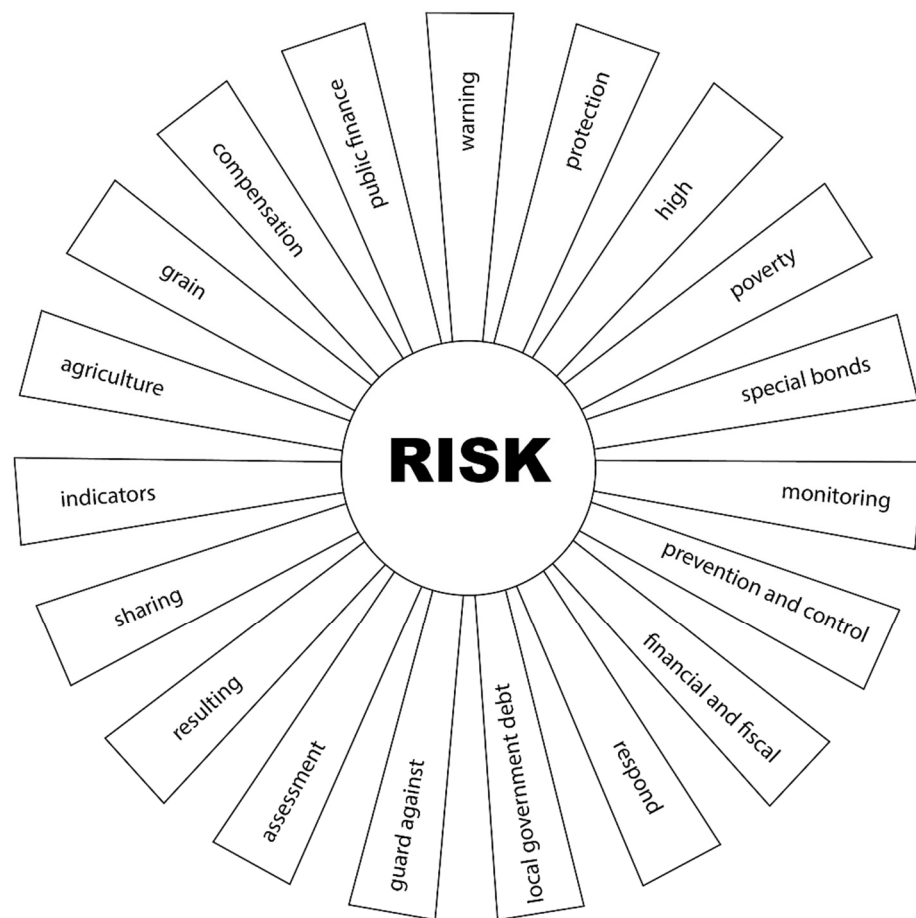 warning
protection
high
poverty
special bonds
monitoring
prevention and control
financial and fiscal
respond
local government debt
guard against
assessment
resulting
sharing
indicators
agriculture
grain
compensation
public finance
RISK